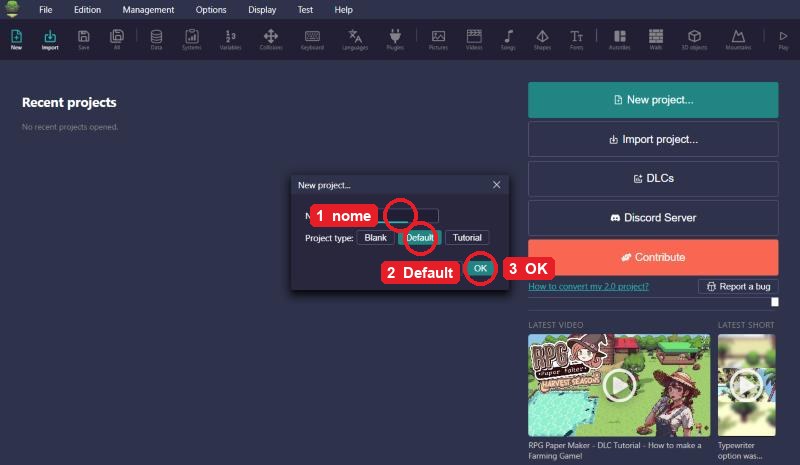 File Edition Management Options Display Test Help
New Import Save All Data Systems Variables Collisions Keyboard Languages Plugins Pictures Videos Songs Shapes Fonts Autotiles Walls 3D objects Mountains Play
Recent projects
No recent projects opened.
New project...
Import project...
DLCs
Discord Server
Contribute
How to convert my 2.0 project?
Report a bug
New project...
1 nome
Project type: Blank Default Tutorial
OK
2 Default
3 OK
LATEST VIDEO
LATEST SHORT
RPG
Paper Maker
HARVEST SEASONS
RPG Paper Maker - DLC Tutorial - How to make a
Farming Game!
Typewriter
option was...